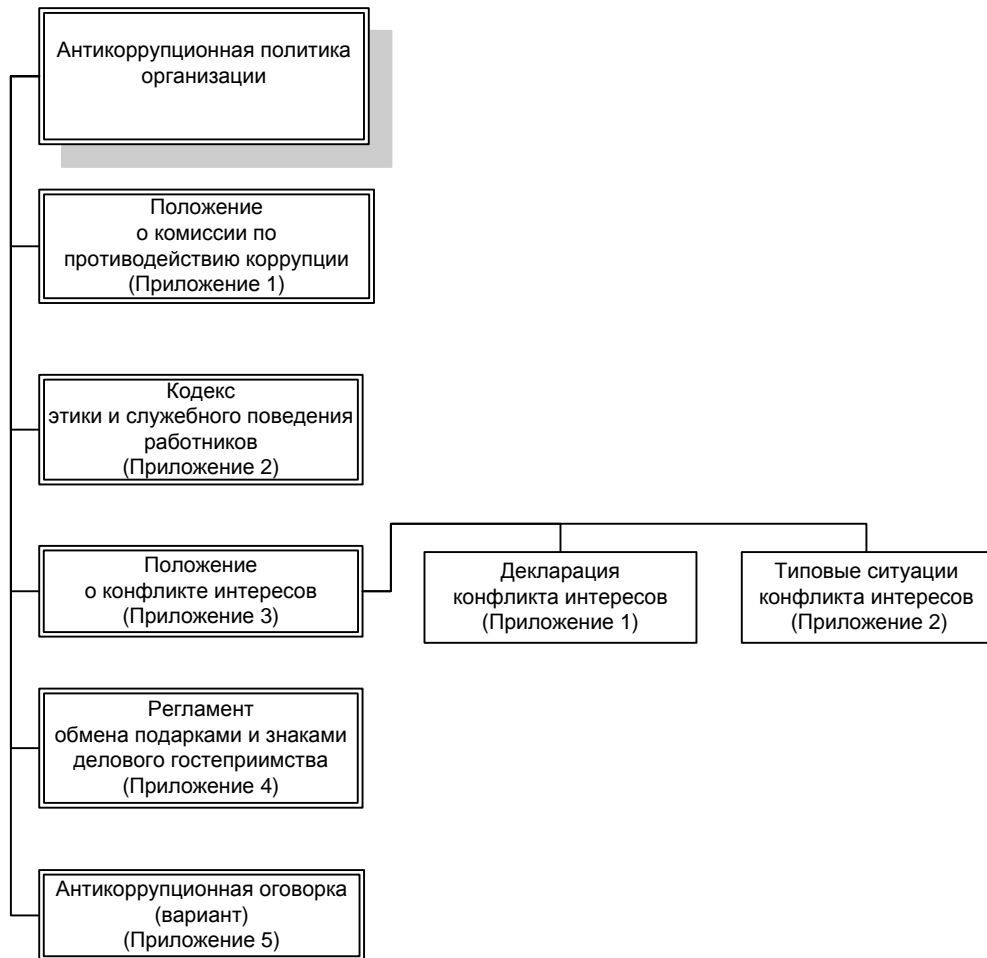 Антикоррупционная политика
организации
Положение
о комиссии по
противодействию коррупции
(Приложение 1)
Кодекс
этики и служебного поведения
работников
(Приложение 2)
Положение
о конфликте интересов
(Приложение 3)
Декларация
конфликта интересов
(Приложение 1)
Типовые ситуации
конфликта интересов
(Приложение 2)
Регламент
обмена подарками и знаками
делового гостеприимства
(Приложение 4)
Антикоррупционная оговорка
(вариант)
(Приложение 5)